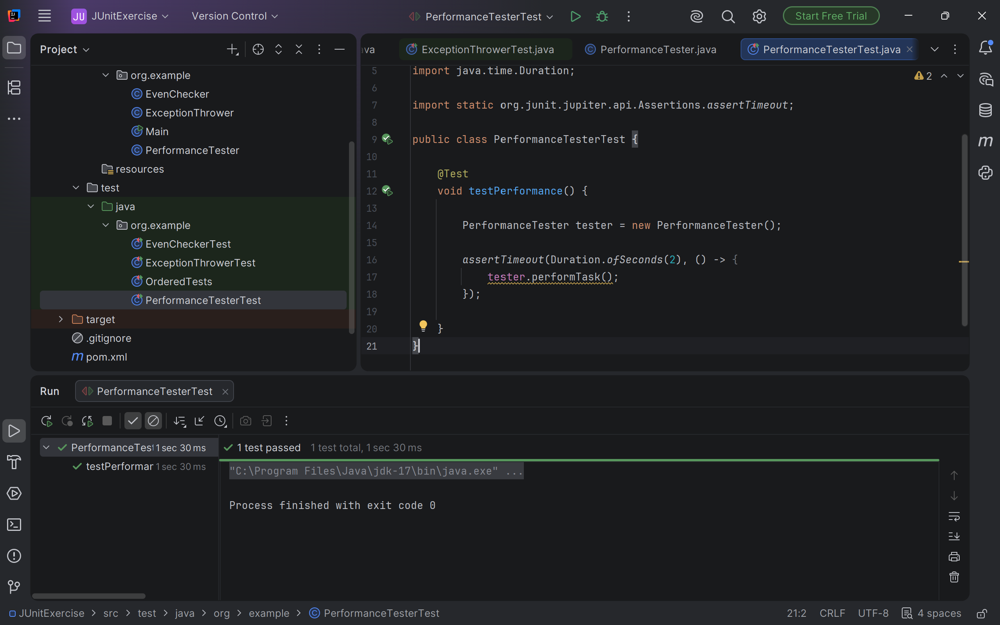 JU JUnitExercise Version Control PerformanceTesterTest Start Free Trial
Project
org.example
EvenChecker
ExceptionThrower
Main
PerformanceTester
resources
test
java
org.example
EvenCheckerTest
ExceptionThrowerTest
OrderedTests
PerformanceTesterTest
target
.gitignore
pom.xml
ava ExceptionThrowerTest.java PerformanceTester.java PerformanceTesterTest.java
2
5 import java.time.Duration;
6
7 import static org.junit.jupiter.api.Assertions.assertTimeout;
8
9 public class PerformanceTesterTest {
10
11 @Test
12 void testPerformance() {
13
14 PerformanceTester tester = new PerformanceTester();
15
16 assertTimeout(Duration.ofSeconds(2), () -> {
17 tester.performTask();
18 });
19
20 }
21 }
Run PerformanceTesterTest
PerformanceTest 1 sec 30 ms
testPerformar 1 sec 30 ms
1 test passed 1 test total, 1 sec 30 ms
"C:\Program Files\Java\jdk-17\bin\java.exe" ...
Process finished with exit code 0
JUnitExercise > src > test > java > org > example > PerformanceTesterTest 21:2 CRLF UTF-8 4 spaces